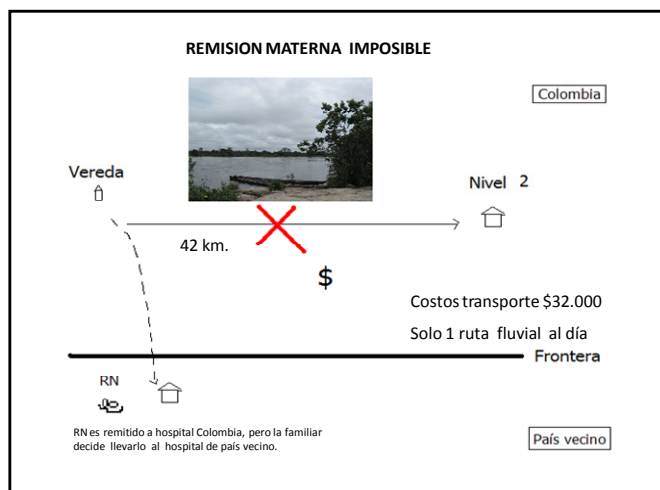 REMISION MATERNA IMPOSIBLE
Colombia
Vereda
Nivel 2
42 km.
$
Costos transporte $32.000
Solo 1 ruta fluvial al día
Frontera
RN
RN es remitido a hospital Colombia, pero la familiar
decide llevarlo al hospital de país vecino.
País vecino